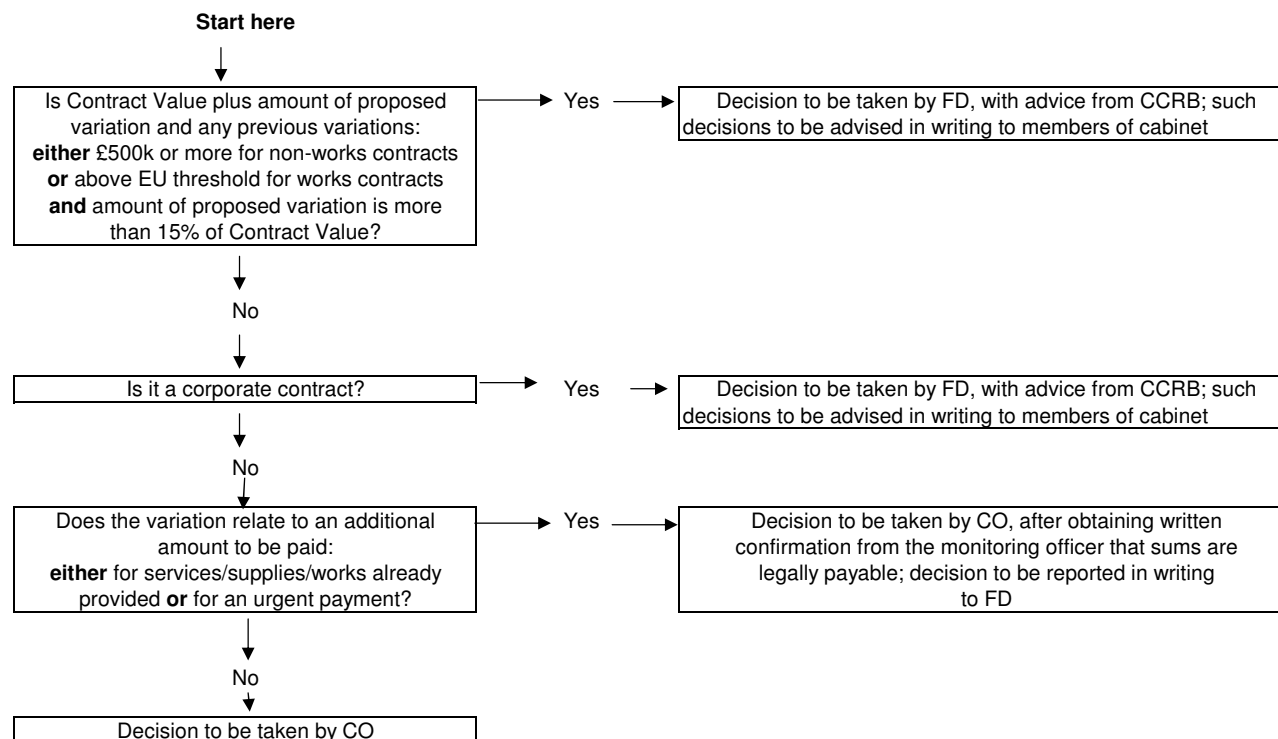 Start here
Is Contract Value plus amount of proposed
variation and any previous variations:
either £500k or more for non-works contracts
or above EU threshold for works contracts
and amount of proposed variation is more
than 15% of Contract Value?
Yes
Decision to be taken by FD, with advice from CCRB; such
decisions to be advised in writing to members of cabinet
No
Is it a corporate contract?
Yes
Decision to be taken by FD, with advice from CCRB; such
decisions to be advised in writing to members of cabinet
No
Does the variation relate to an additional
amount to be paid:
either for services/supplies/works already
provided or for an urgent payment?
Yes
Decision to be taken by CO, after obtaining written
confirmation from the monitoring officer that sums are
legally payable; decision to be reported in writing
to FD
No
Decision to be taken by CO